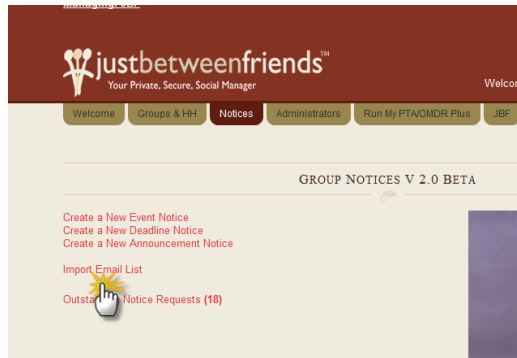 justbetweenfriends™
Your Private, Secure, Social Manager
Welcome
Groups & HH
Notices
Administrators
Run My PTA/OMDR Plus
JBF
GROUP NOTICES V 2.0 BETA
Create a New Event Notice
Create a New Deadline Notice
Create a New Announcement Notice
Import Email List
Notice Requests (18)